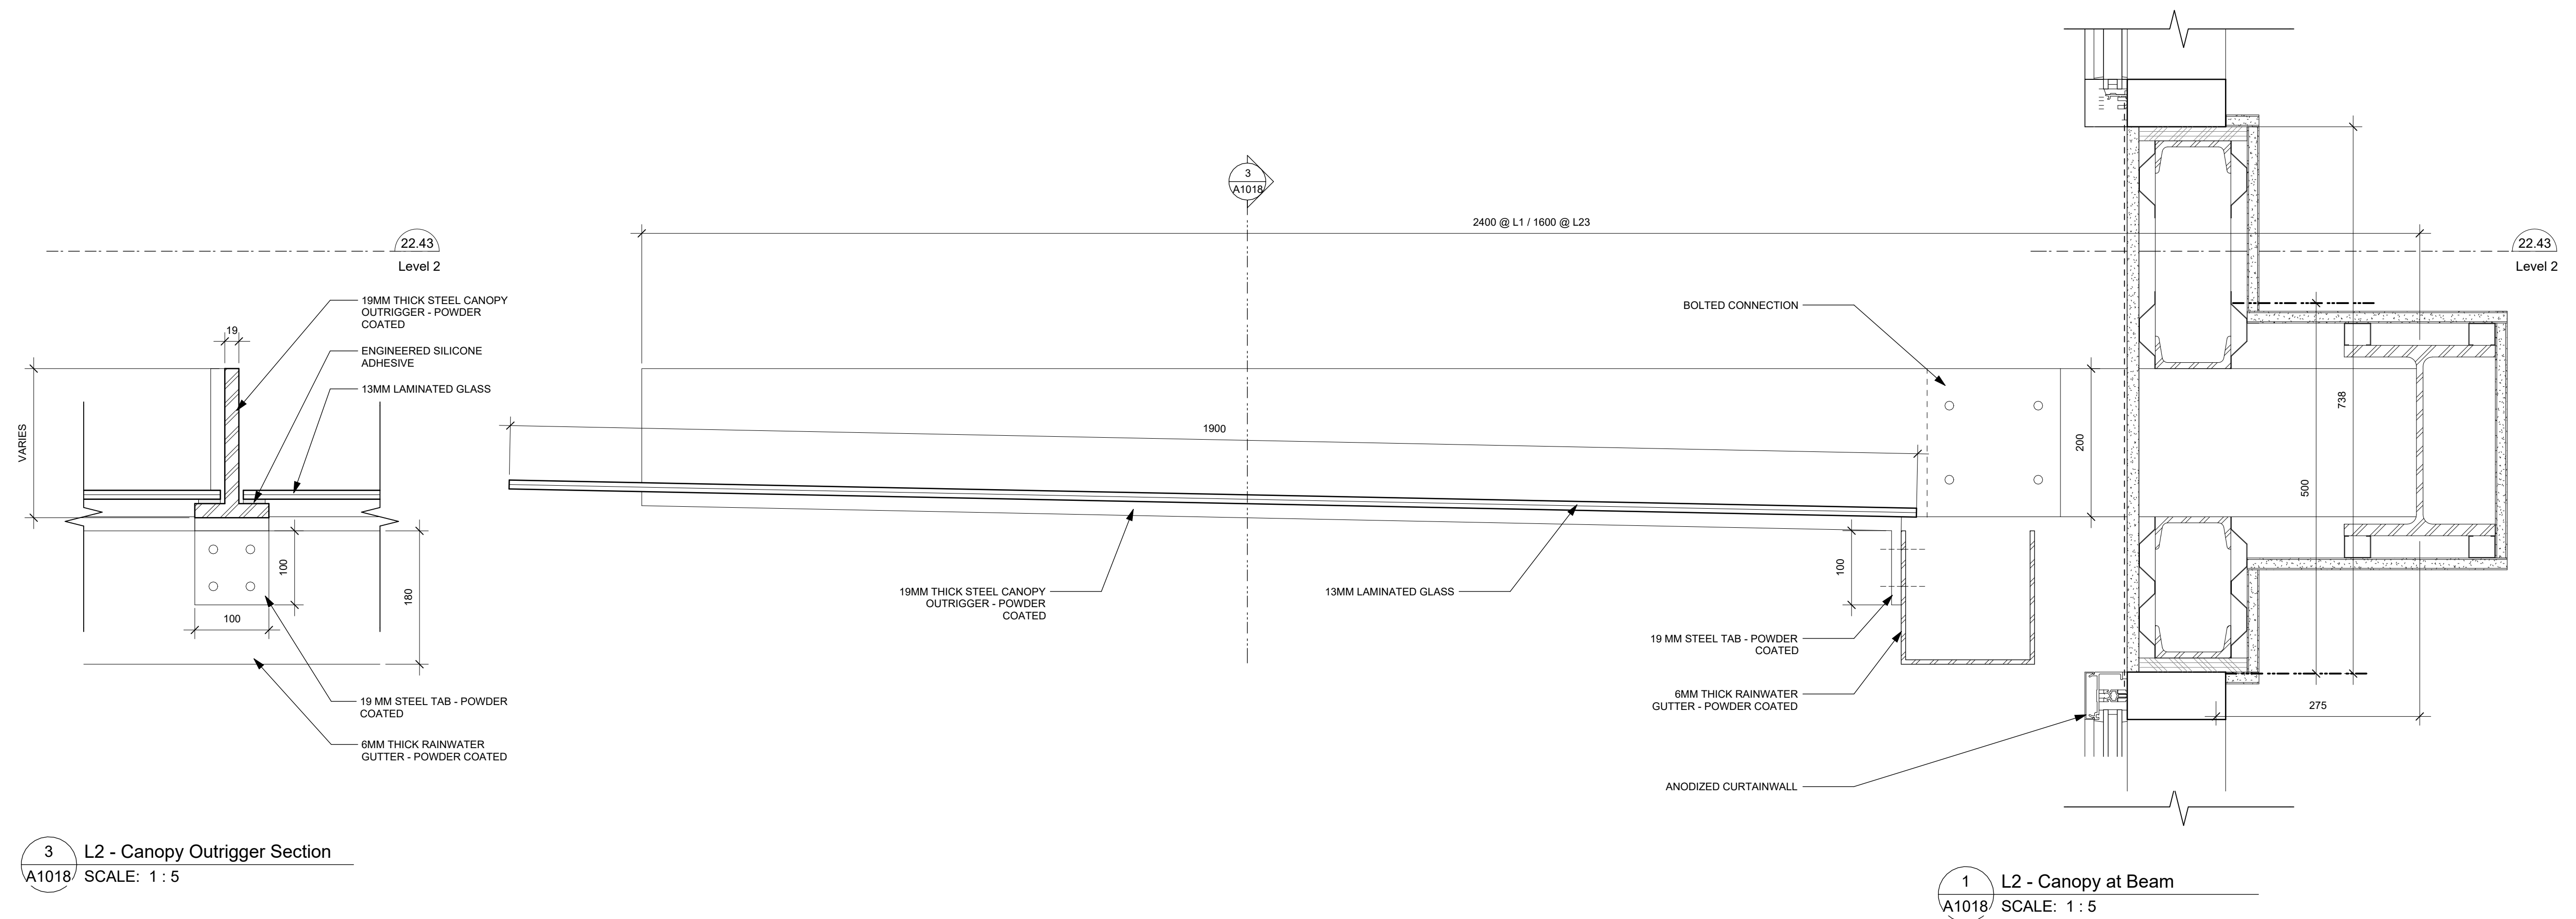 22.43
Level 2
19MM THICK STEEL CANOPY
OUTRIGGER - POWDER
COATED
19
ENGINEERED SILICONE
ADHESIVE
13MM LAMINATED GLASS
VARIES
100
180
100
19 MM STEEL TAB - POWDER
COATED
6MM THICK RAINWATER
GUTTER - POWDER COATED
3
A1018
L2 - Canopy Outrigger Section
SCALE: 1 : 5
3
A1018
2400 @ L1 / 1600 @ L23
22.43
Level 2
BOLTED CONNECTION
1900
738
200
500
100
19MM THICK STEEL CANOPY
OUTRIGGER - POWDER
COATED
13MM LAMINATED GLASS
19 MM STEEL TAB - POWDER
COATED
6MM THICK RAINWATER
GUTTER - POWDER COATED
275
ANODIZED CURTAINWALL
1
A1018
L2 - Canopy at Beam
SCALE: 1 : 5